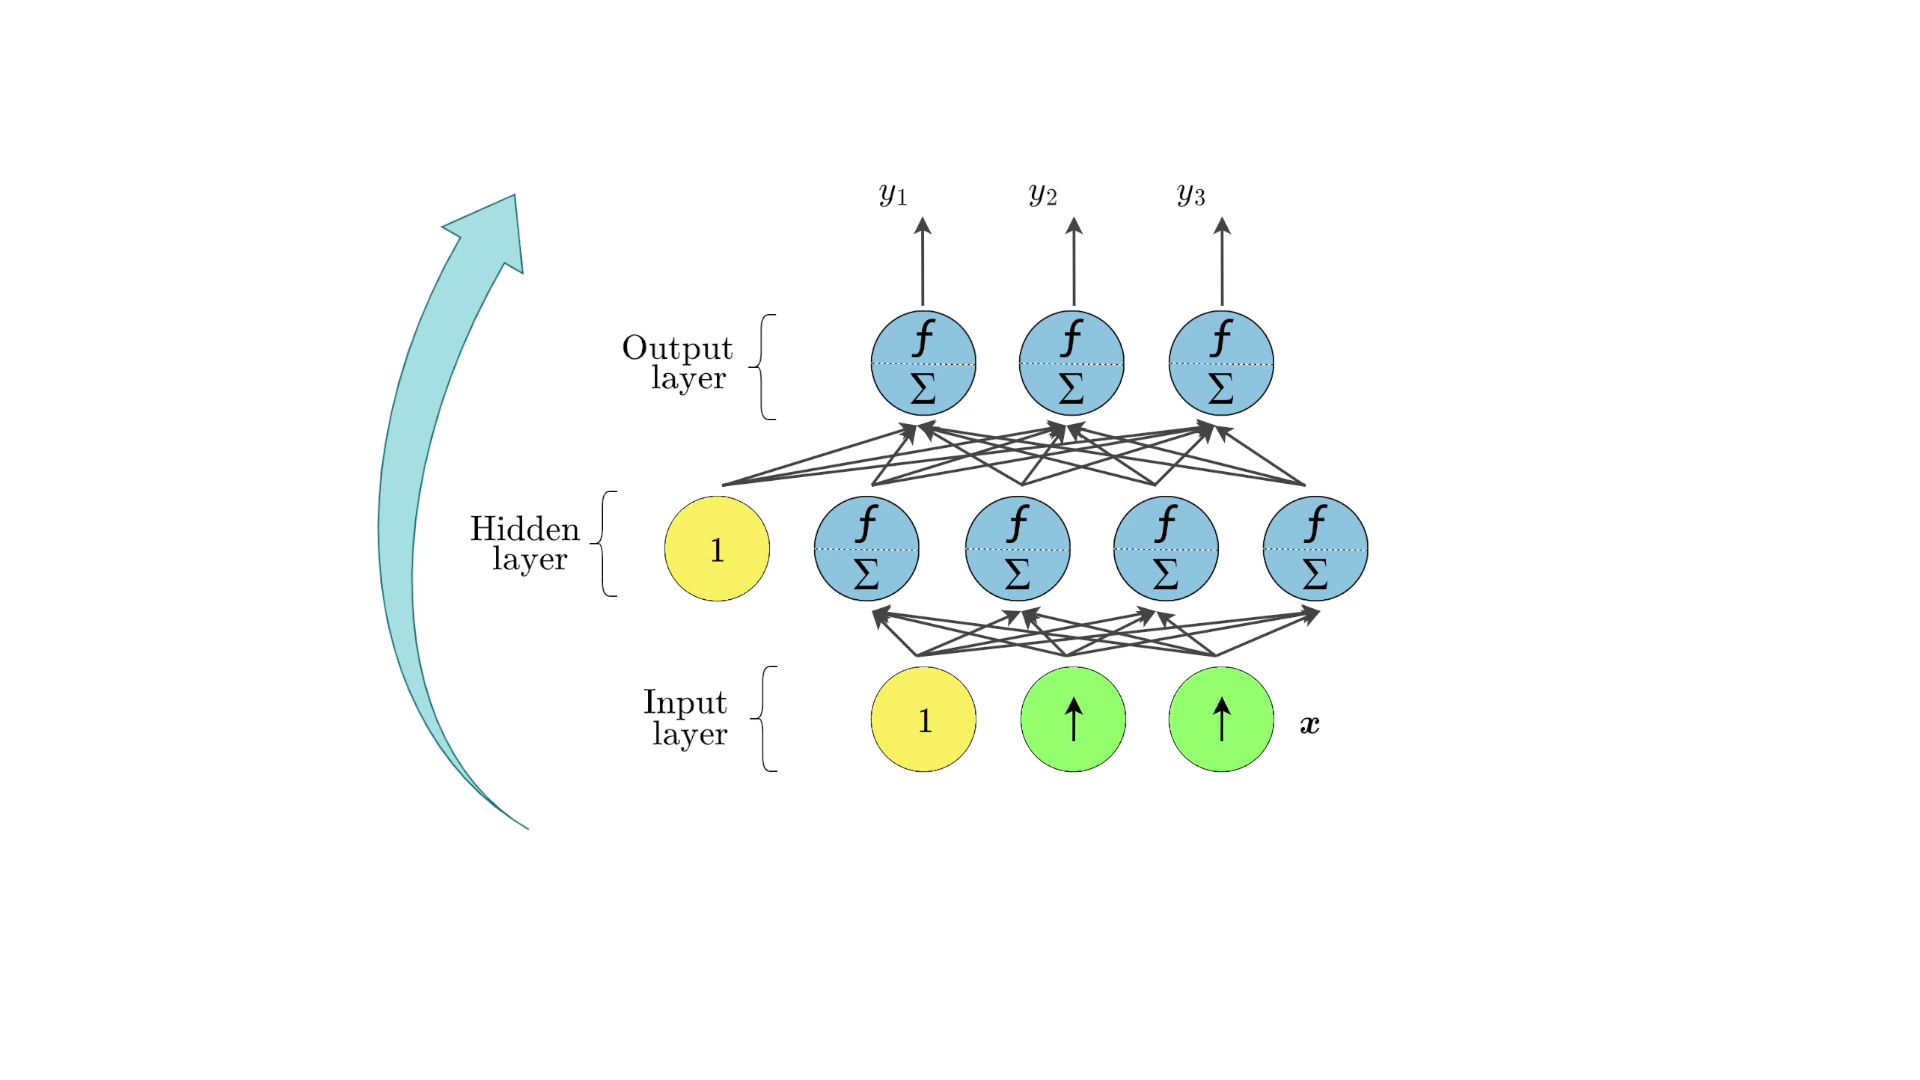 y₁ y₂ y₃
Output
layer
f f f
Σ Σ Σ
Hidden
layer
1
f f f f
Σ Σ Σ Σ
Input
layer
1
x